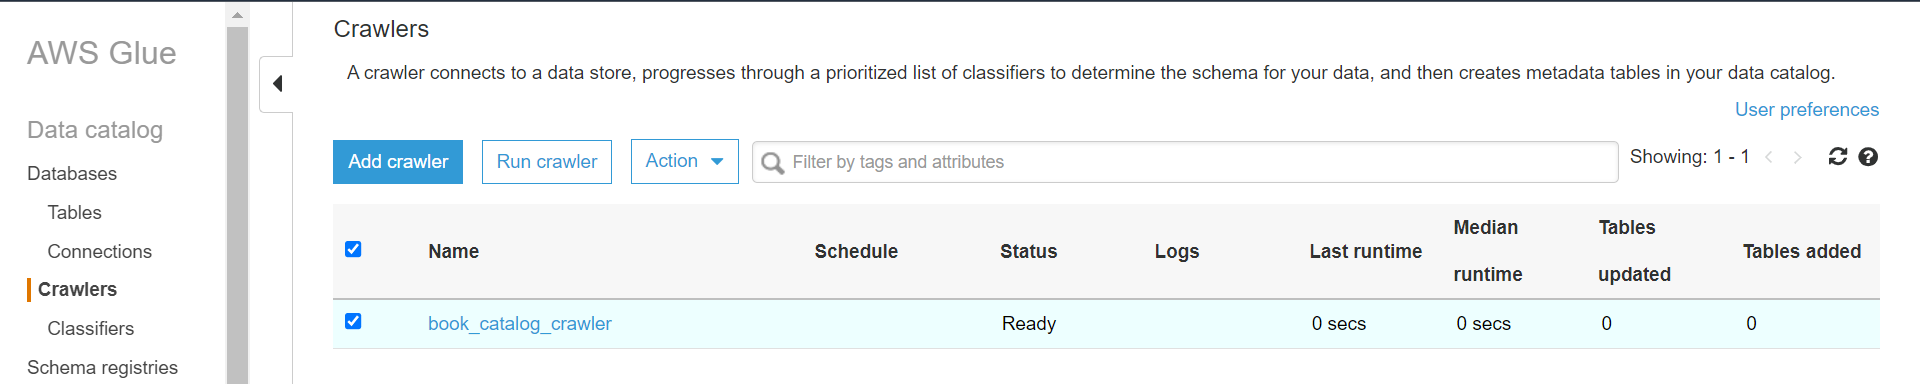 AWS Glue
Data catalog
Databases
Tables
Connections
Crawlers
Classifiers
Schema registries
Crawlers
A crawler connects to a data store, progresses through a prioritized list of classifiers to determine the schema for your data, and then creates metadata tables in your data catalog.
User preferences
Add crawler Run crawler Action Filter by tags and attributes Showing: 1 - 1
Name Schedule Status Logs Last runtime Median runtime Tables updated Tables added
book_catalog_crawler Ready 0 secs 0 secs 0 0